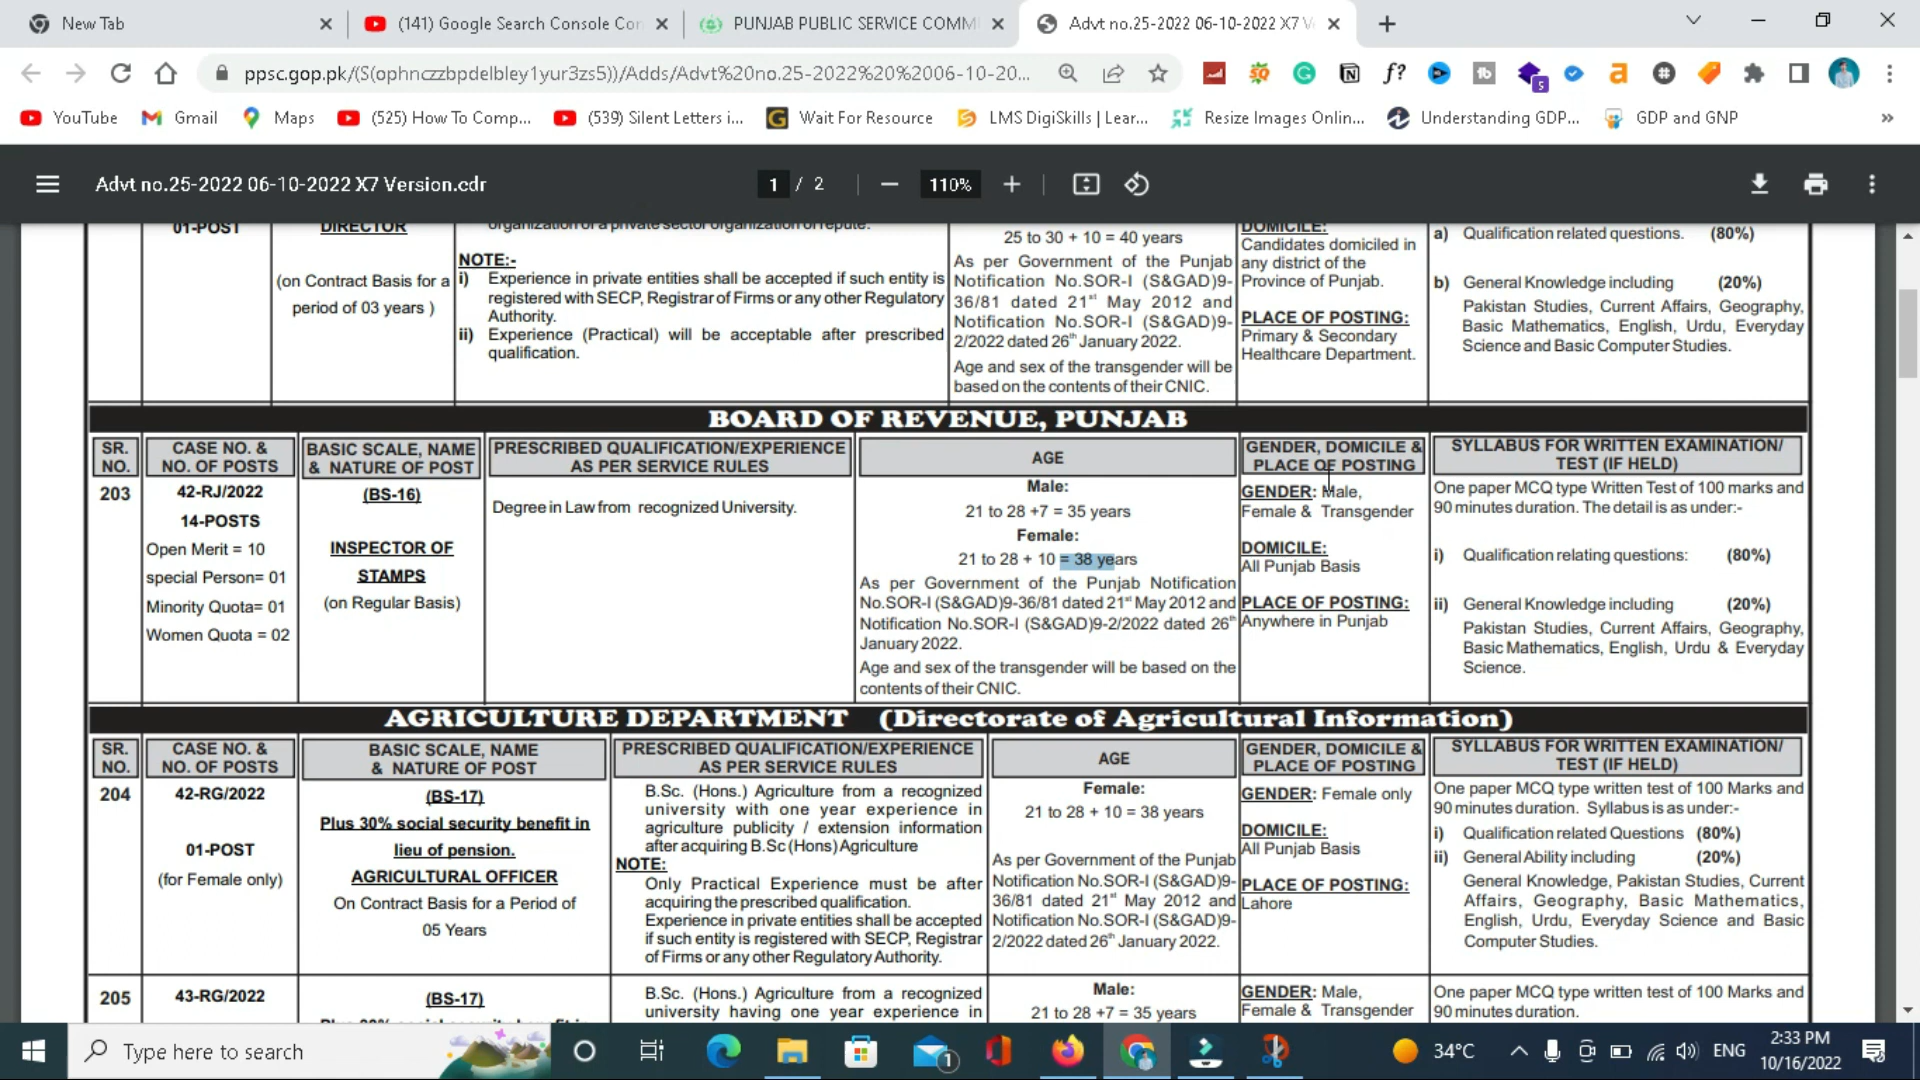 New Tab
(141) Google Search Console Con
PUNJAB PUBLIC SERVICE COMM
Advt no.25-2022 06-10-2022 X7 V
ppsc.gop.pk/(S(ophnczzbpdelbley1yur3zs5))/Adds/Advt%20no.25-2022%20%2006-10-20...
YouTube
Gmail
Maps
(525) How To Comp...
(539) Silent Letters i...
Wait For Resource
LMS DigiSkills | Lear...
Resize Images Onlin...
Understanding GDP...
GDP and GNP
Advt no.25-2022 06-10-2022 X7 Version.cdr
1 / 2
110%
01-POST
DIRECTOR
(on Contract Basis for a
period of 03 years )
organization of a private sector organization of repute.
NOTE:-
i) Experience in private entities shall be accepted if such entity is
registered with SECP, Registrar of Firms or any other Regulatory
Authority.
ii) Experience (Practical) will be acceptable after prescribed
qualification.
25 to 30 + 10 = 40 years
As per Government of the Punjab
Notification No.SOR-I (S&GAD)9-
36/81 dated 21st May 2012 and
Notification No.SOR-I (S&GAD)9-
2/2022 dated 26th January 2022.
Age and sex of the transgender will be
based on the contents of their CNIC.
DOMICILE:
Candidates domiciled in
any district of the
Province of Punjab.
PLACE OF POSTING:
Primary & Secondary
Healthcare Department.
a) Qualification related questions. (80%)
b) General Knowledge including (20%)
Pakistan Studies, Current Affairs, Geography,
Basic Mathematics, English, Urdu, Everyday
Science and Basic Computer Studies.
BOARD OF REVENUE, PUNJAB
SR.
NO.
CASE NO. &
NO. OF POSTS
BASIC SCALE, NAME
& NATURE OF POST
PRESCRIBED QUALIFICATION/EXPERIENCE
AS PER SERVICE RULES
AGE
GENDER, DOMICILE &
PLACE OF POSTING
SYLLABUS FOR WRITTEN EXAMINATION/
TEST (IF HELD)
203
42-RJ/2022
14-POSTS
Open Merit = 10
special Person= 01
Minority Quota= 01
Women Quota = 02
(BS-16)
INSPECTOR OF
STAMPS
(on Regular Basis)
Degree in Law from recognized University.
Male:
21 to 28 +7 = 35 years
Female:
21 to 28 + 10 = 38 years
As per Government of the Punjab Notification
No.SOR-I (S&GAD)9-36/81 dated 21st May 2012 and
Notification No.SOR-I (S&GAD)9-2/2022 dated 26th
January 2022.
Age and sex of the transgender will be based on the
contents of their CNIC.
GENDER: Male,
Female & Transgender
DOMICILE:
All Punjab Basis
PLACE OF POSTING:
Anywhere in Punjab
One paper MCQ type Written Test of 100 marks and
90 minutes duration. The detail is as under:-
i) Qualification relating questions: (80%)
ii) General Knowledge including (20%)
Pakistan Studies, Current Affairs, Geography,
Basic Mathematics, English, Urdu & Everyday
Science.
AGRICULTURE DEPARTMENT (Directorate of Agricultural Information)
SR.
NO.
CASE NO. &
NO. OF POSTS
BASIC SCALE, NAME
& NATURE OF POST
PRESCRIBED QUALIFICATION/EXPERIENCE
AS PER SERVICE RULES
AGE
GENDER, DOMICILE &
PLACE OF POSTING
SYLLABUS FOR WRITTEN EXAMINATION/
TEST (IF HELD)
204
42-RG/2022
01-POST
(for Female only)
(BS-17)
Plus 30% social security benefit in
lieu of pension.
AGRICULTURAL OFFICER
On Contract Basis for a Period of
05 Years
B.Sc. (Hons.) Agriculture from a recognized
university with one year experience in
agriculture publicity / extension information
after acquiring B.Sc (Hons) Agriculture
NOTE:
Only Practical Experience must be after
acquiring the prescribed qualification.
Experience in private entities shall be accepted
if such entity is registered with SECP, Registrar
of Firms or any other Regulatory Authority.
Female:
21 to 28 + 10 = 38 years
As per Government of the Punjab
Notification No.SOR-I (S&GAD)9-
36/81 dated 21st May 2012 and
Notification No.SOR-I (S&GAD)9-
2/2022 dated 26th January 2022.
GENDER: Female only
DOMICILE:
All Punjab Basis
PLACE OF POSTING:
Lahore
One paper MCQ type written test of 100 Marks and
90 minutes duration. Syllabus is as under:-
i) Qualification related Questions (80%)
ii) General Ability including (20%)
General Knowledge, Pakistan Studies, Current
Affairs, Geography, Basic Mathematics,
English, Urdu, Everyday Science and Basic
Computer Studies.
205
43-RG/2022
(BS-17)
B.Sc. (Hons.) Agriculture from a recognized
university having one year experience in
Male:
21 to 28 +7 = 35 years
GENDER: Male,
Female & Transgender
One paper MCQ type written test of 100 Marks and
90 minutes duration.
Type here to search
34°C
ENG
2:33 PM
10/16/2022